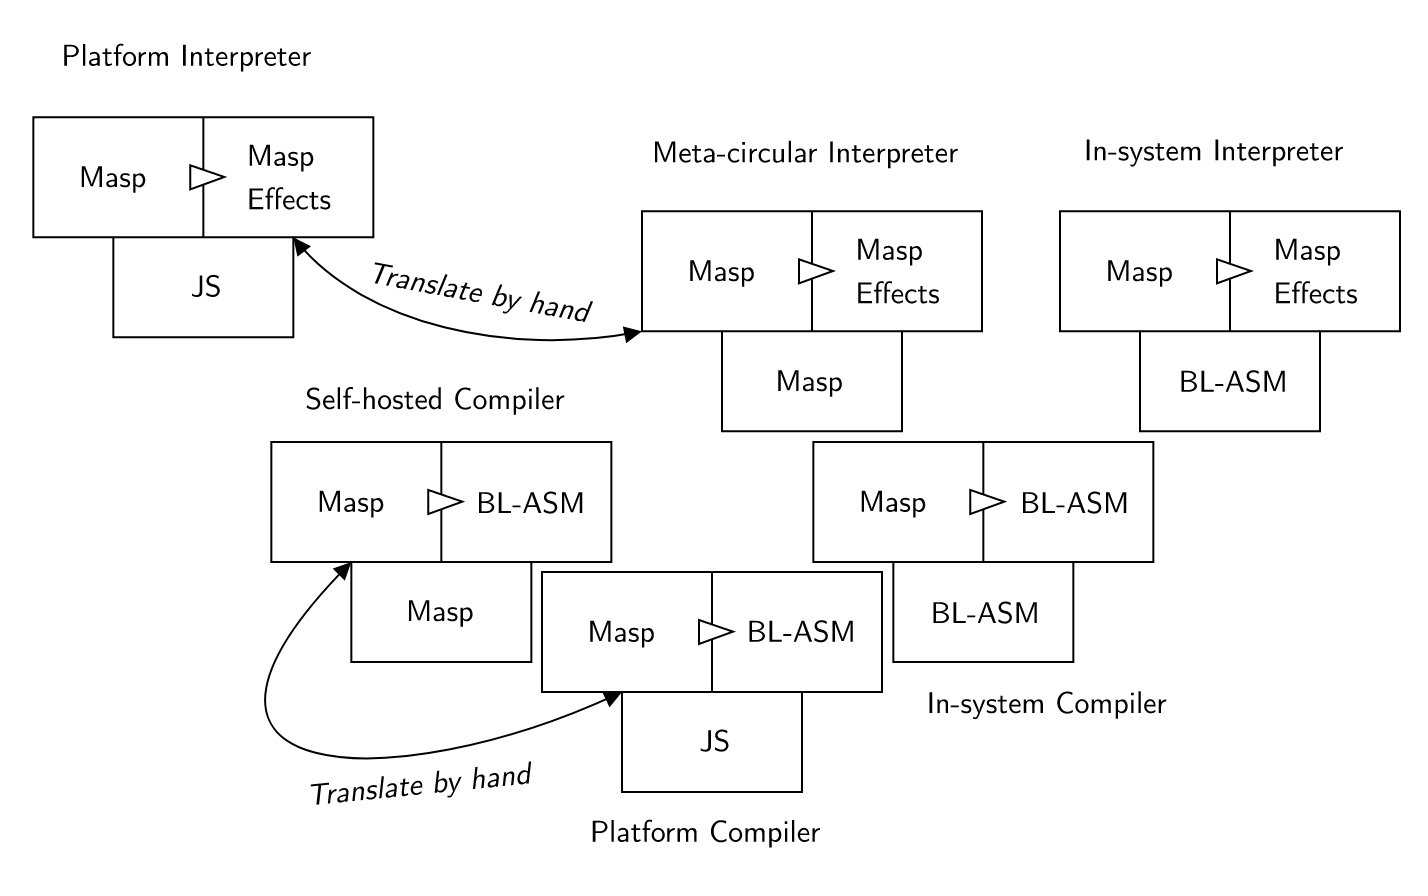 Platform Interpreter
Masp
Masp
Effects
JS
Translate by hand
Meta-circular Interpreter
Masp
Masp
Effects
Masp
In-system Interpreter
Masp
Masp
Effects
BL-ASM
Self-hosted Compiler
Masp
BL-ASM
Masp
Masp
BL-ASM
JS
Platform Compiler
Translate by hand
Masp
BL-ASM
BL-ASM
In-system Compiler